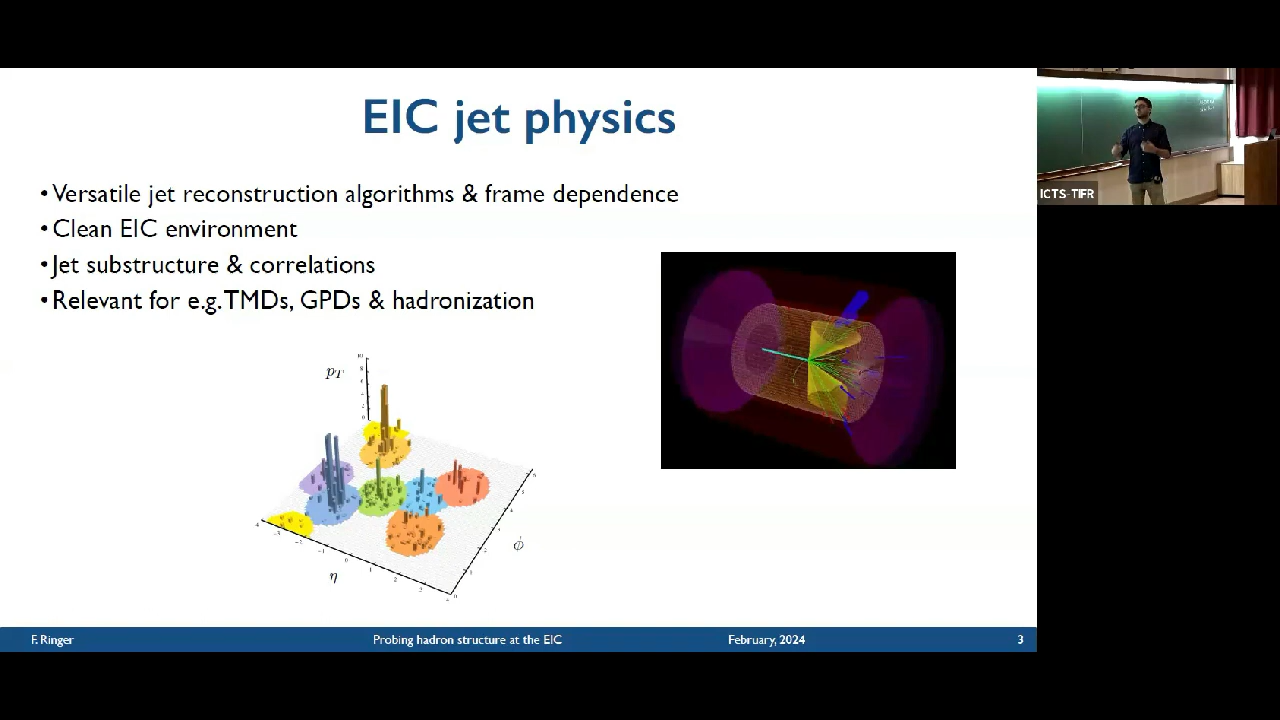 EIC jet physics
• Versatile jet reconstruction algorithms & frame dependence
• Clean EIC environment
• Jet substructure & correlations
• Relevant for e.g. TMDs, GPDs & hadronization
pT
η
ϕ
ICTS-TIFR
F. Ringer Probing hadron structure at the EIC February, 2024 3